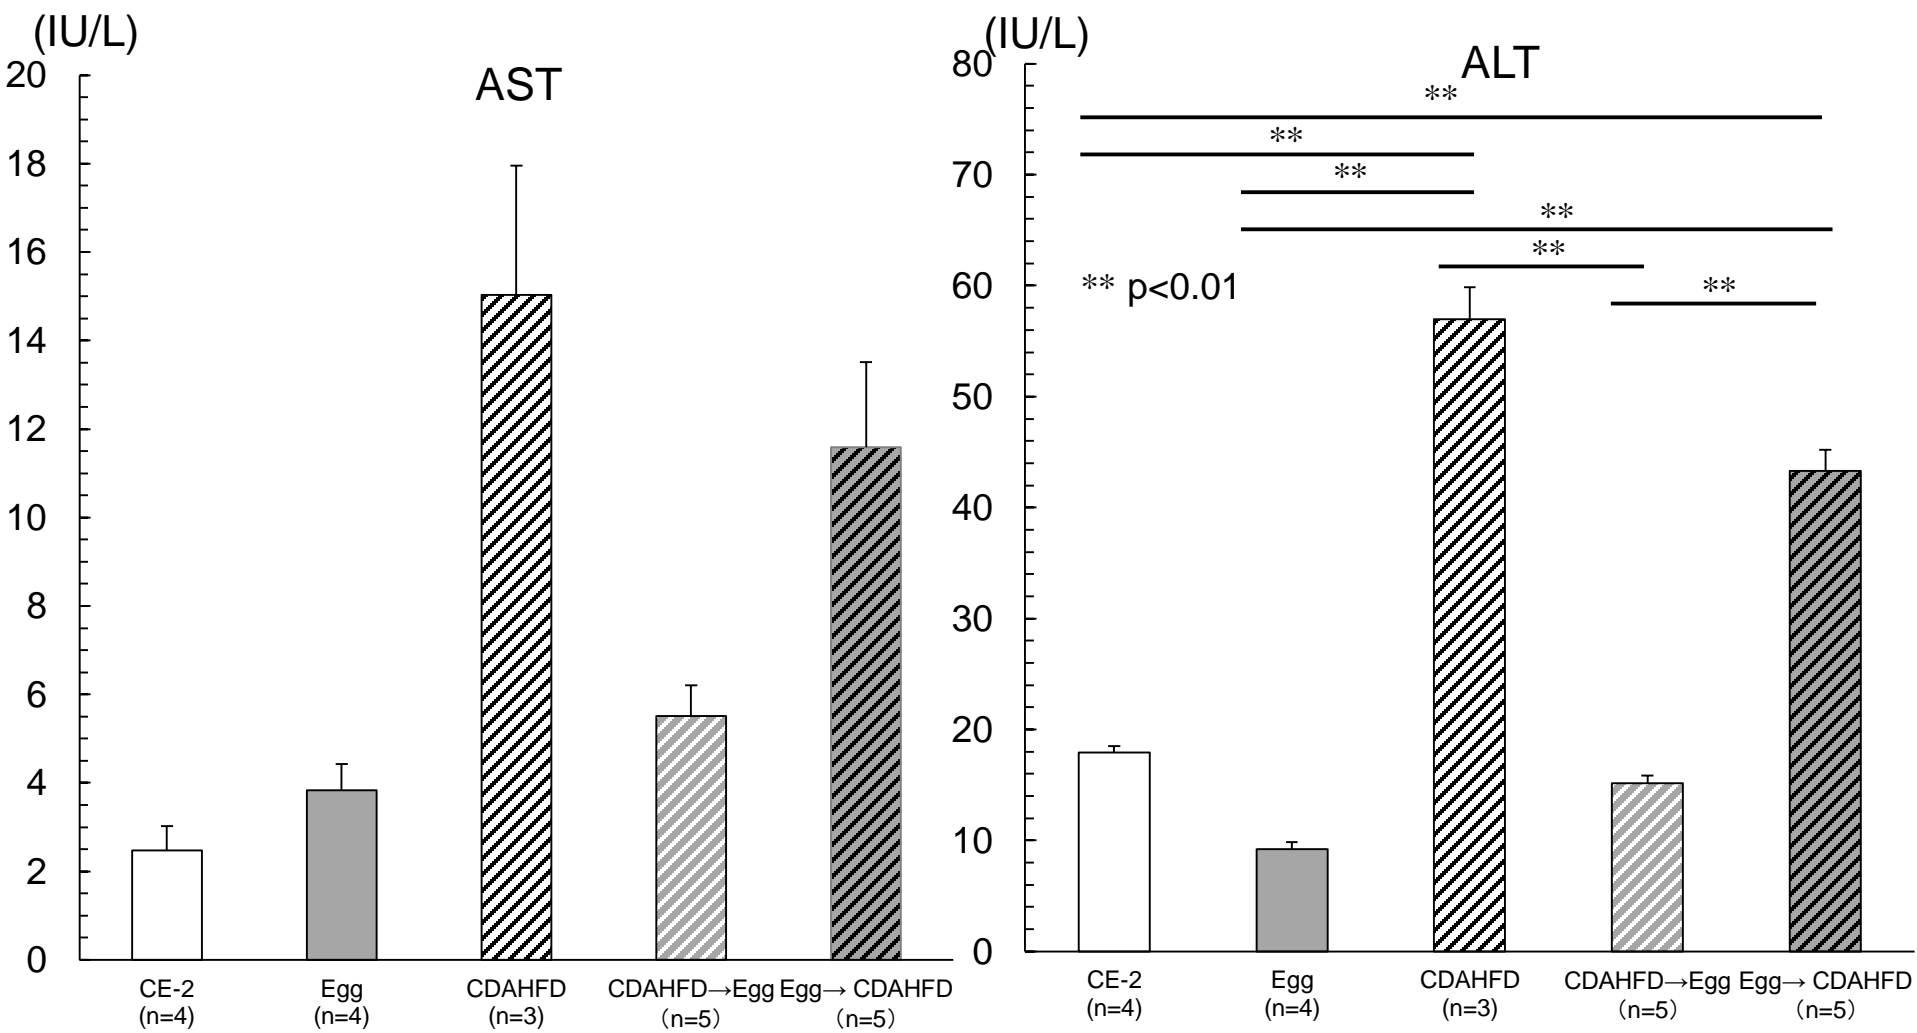 (IU/L)
AST
20
18
16
14
12
10
8
6
4
2
0
CE-2
(n=4)
Egg
(n=4)
CDAHFD
(n=3)
CDAHFD→Egg
（n=5）
Egg→ CDAHFD
（n=5）
(IU/L)
ALT
80
70
60
50
40
30
20
10
0
**
**
**
**
**
**
** p<0.01
CE-2
(n=4)
Egg
(n=4)
CDAHFD
(n=3)
CDAHFD→Egg
（n=5）
Egg→ CDAHFD
（n=5）